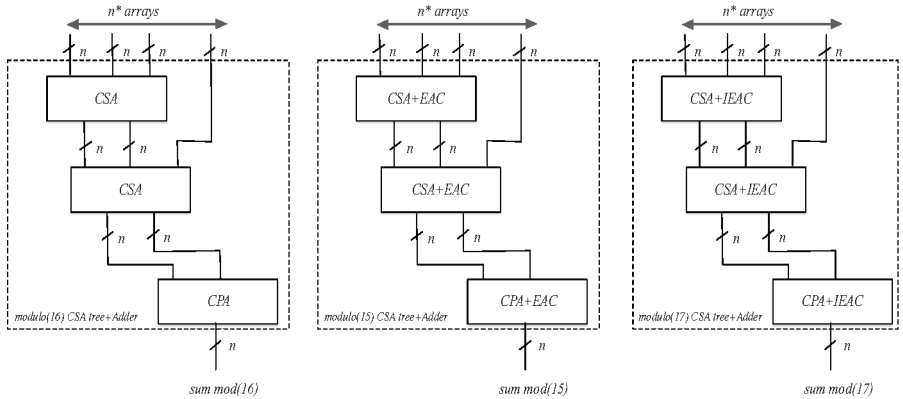 n* arrays n* arrays n* arrays
n n n n n n n n n n n n
CSA CSA+EAC CSA+IEAC
n n n n n n
CSA CSA+EAC CSA+IEAC
n n n n n n
CPA CPA+EAC CPA+IEAC
modulo(16) CSA tree+Adder modulo(15) CSA tree+Adder modulo(17) CSA tree+Adder
n n n
sum mod(16) sum mod(15) sum mod(17)